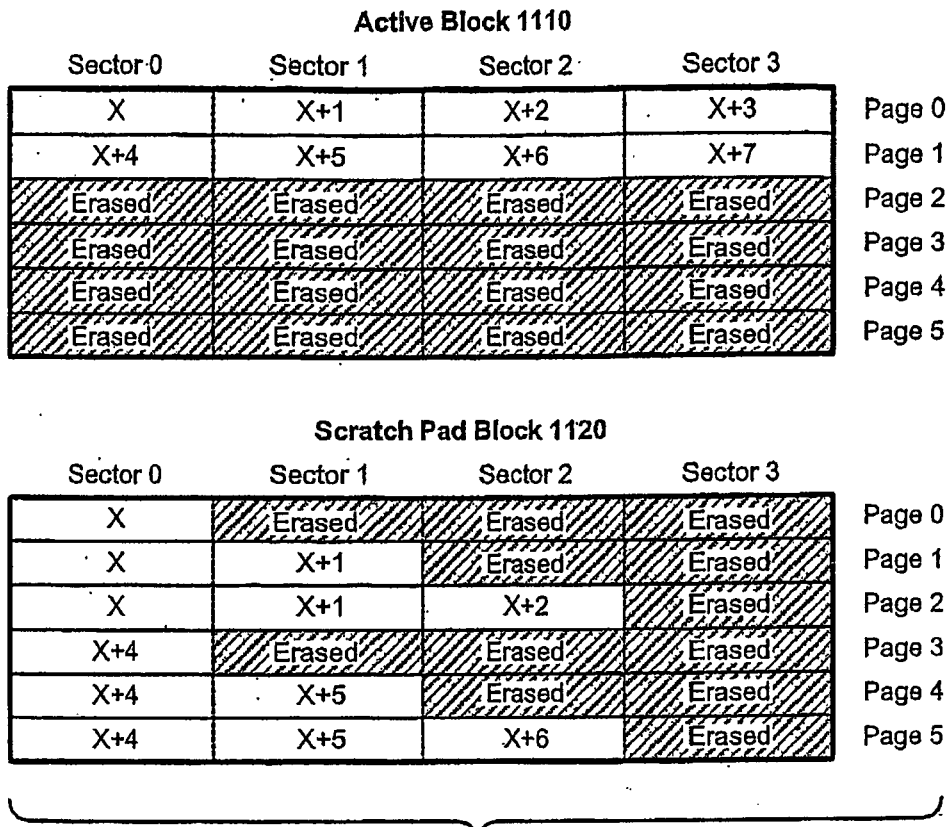 Active Block 1110
Sector 0 Sector 1 Sector 2 Sector 3
X X+1 X+2 X+3 Page 0
X+4 X+5 X+6 X+7 Page 1
Erased Erased Erased Erased Page 2
Erased Erased Erased Erased Page 3
Erased Erased Erased Erased Page 4
Erased Erased Erased Erased Page 5
Scratch Pad Block 1120
Sector 0 Sector 1 Sector 2 Sector 3
X Erased Erased Erased Page 0
X X+1 Erased Erased Page 1
X X+1 X+2 Erased Page 2
X+4 Erased Erased Erased Page 3
X+4 X+5 Erased Erased Page 4
X+4 X+5 X+6 Erased Page 5